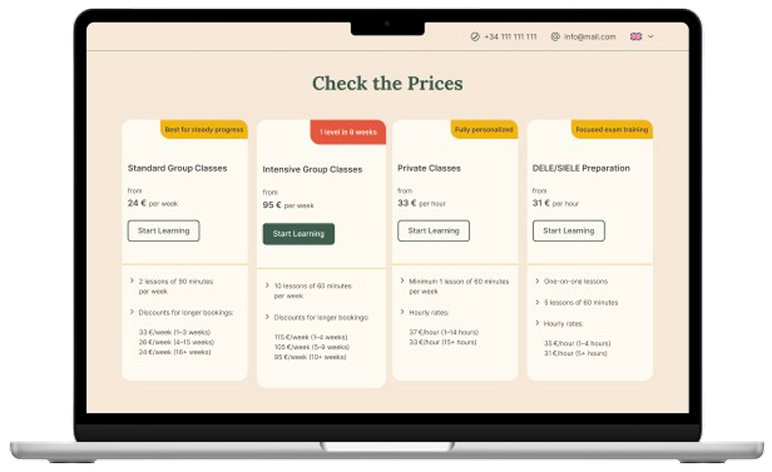 +34 111 111 111
info@mail.com
Check the Prices
Best for steady progress
Standard Group Classes
from
24 € per week
Start Learning
2 lessons of 90 minutes
per week
Discounts for longer bookings:
33 €/week (1–3 weeks)
26 €/week (4–15 weeks)
24 €/week (16+ weeks)
1 level in 8 weeks
Intensive Group Classes
from
95 € per week
Start Learning
10 lessons of 60 minutes
per week
Discounts for longer bookings:
115 €/week (1–4 weeks)
105 €/week (5–9 weeks)
95 €/week (10+ weeks)
Fully personalized
Private Classes
from
33 € per hour
Start Learning
Minimum 1 lesson of 60 minutes
per week
Hourly rates:
37 €/hour (1–14 hours)
33 €/hour (15+ hours)
Focused exam training
DELE/SIELE Preparation
from
31 € per hour
Start Learning
One-on-one lessons
5 lessons of 60 minutes
Hourly rates:
35 €/hour (1–4 hours)
31 €/hour (5+ hours)